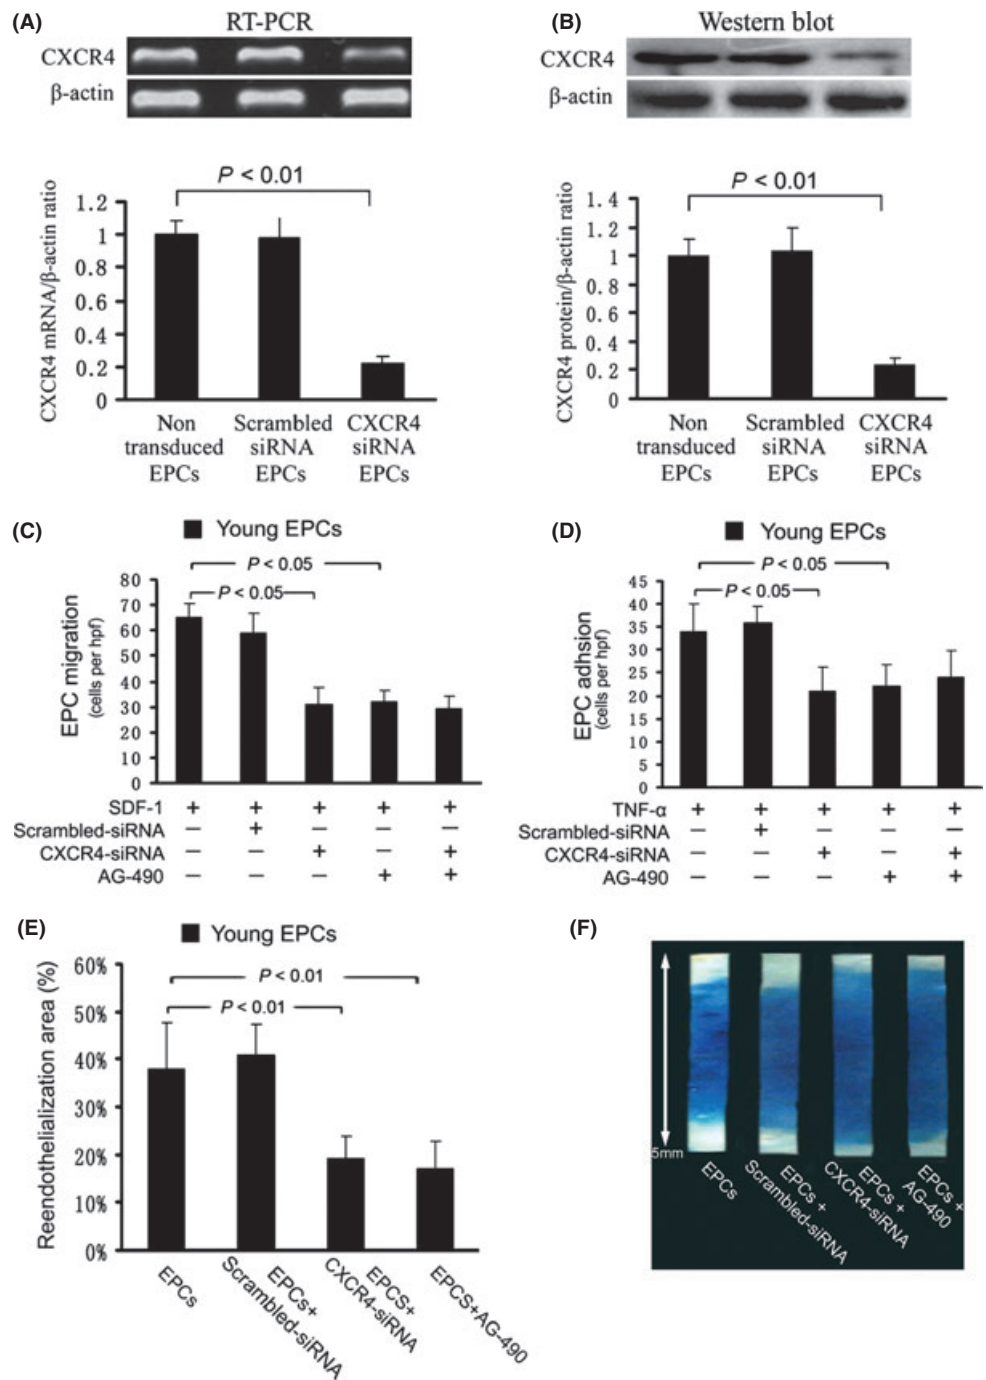 (A)
RT-PCR
CXCR4
β-actin
P < 0.01
CXCR4 mRNA/β-actin ratio
1.2
1
0.8
0.6
0.4
0.2
0
Non transduced EPCs
Scrambled siRNA EPCs
CXCR4 siRNA EPCs
(B)
Western blot
CXCR4
β-actin
P < 0.01
CXCR4 protein/β-actin ratio
1.4
1.2
1
0.8
0.6
0.4
0.2
0
Non transduced EPCs
Scrambled siRNA EPCs
CXCR4 siRNA EPCs
(C)
Young EPCs
P < 0.05
P < 0.05
EPC migration
(cells per hpf)
80
70
60
50
40
30
20
10
0
SDF-1 + + + + +
Scrambled-siRNA – + – – –
CXCR4-siRNA – – + – +
AG-490 – – – + +
(D)
Young EPCs
P < 0.05
P < 0.05
EPC adhsion
(cells per hpf)
45
40
35
30
25
20
15
10
5
0
TNF-α + + + + +
Scrambled-siRNA – + – – –
CXCR4-siRNA – – + – +
AG-490 – – – + +
(E)
Young EPCs
P < 0.01
P < 0.01
Reendothelialization area (%)
60%
50%
40%
30%
20%
10%
0%
EPCs
EPCs+
Scrambled-siRNA
EPCS+
CXCR4-siRNA
EPCS+AG-490
(F)
5mm
EPCs
EPCs +
Scrambled-siRNA
EPCs +
CXCR4-siRNA
EPCs +
AG-490